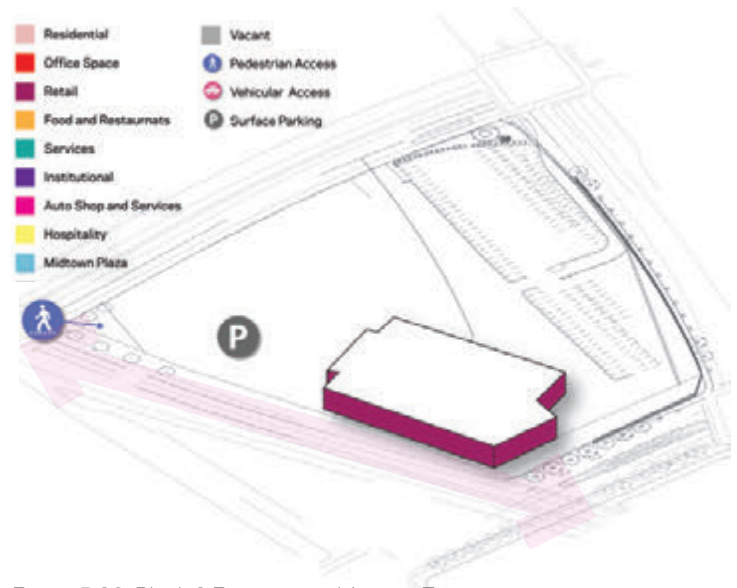 Residential
Office Space
Retail
Food and Restaurnats
Services
Institutional
Auto Shop and Services
Hospitality
Midtown Plaza
Vacant
Pedestrian Access
Vehicular Access
P Surface Parking
P